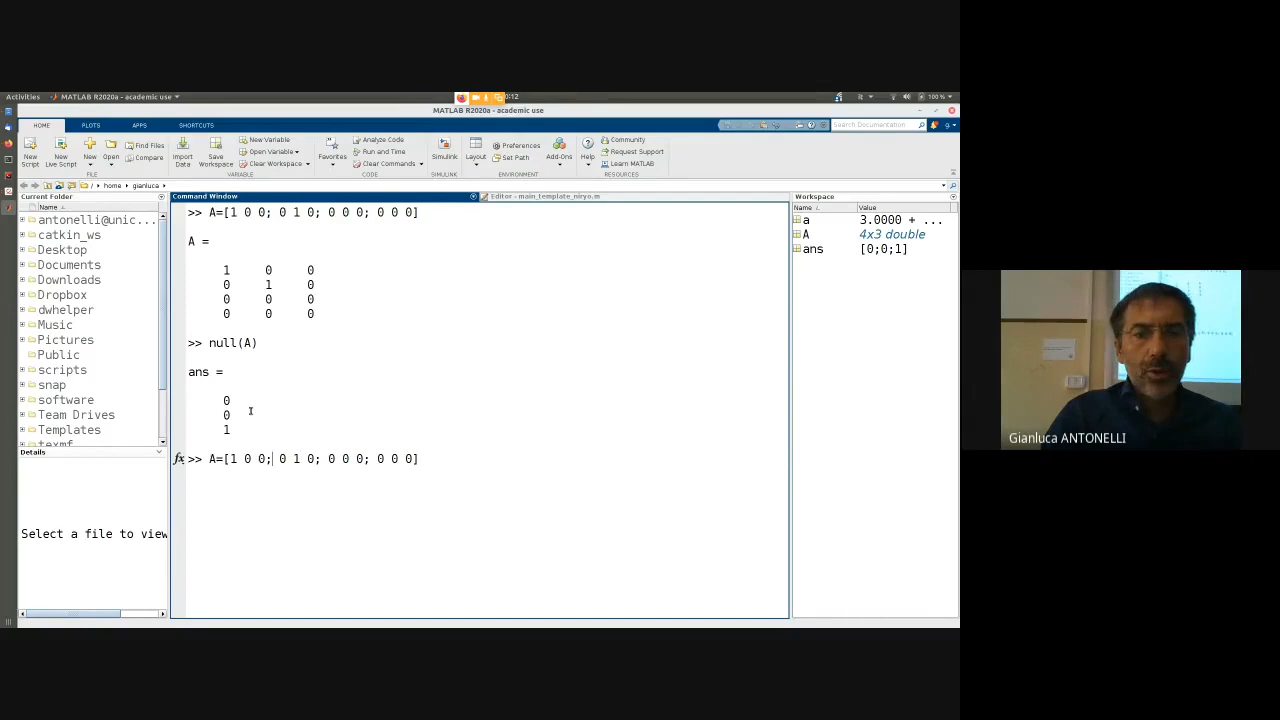 Activities MATLAB R2020a - academic use 0:12 100 %
MATLAB R2020a - academic use
HOME PLOTS APPS SHORTCUTS Search Documentation
New Script New Live Script New Open Find Files Compare Import Data Save Workspace New Variable Open Variable Clear Workspace Favorites Analyze Code Run and Time Clear Commands Simulink Layout Preferences Set Path Add-Ons Help Community Request Support Learn MATLAB
FILE VARIABLE CODE SIMULINK ENVIRONMENT RESOURCES
/ home gianluca
Current Folder
Name
antonelli@unic...
catkin_ws
Desktop
Documents
Downloads
Dropbox
dwhelper
Music
Pictures
Public
scripts
snap
software
Team Drives
Templates
texmf
Details
Select a file to view
Command Window
Editor - main_template_niryo.m
>> A=[1 0 0; 0 1 0; 0 0 0; 0 0 0]
A =
1 0 0
0 1 0
0 0 0
0 0 0
>> null(A)
ans =
0
0
1
fx >> A=[1 0 0; 0 1 0; 0 0 0; 0 0 0]
Workspace
Name Value
a 3.0000 + ...
A 4x3 double
ans [0;0;1]
Gianluca ANTONELLI